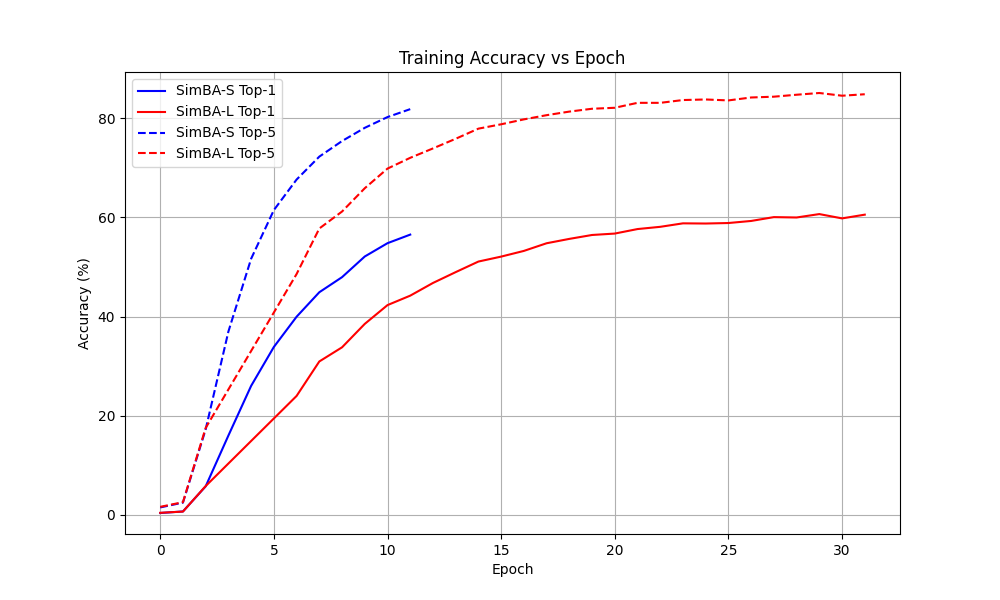 Training Accuracy vs Epoch
SimBA-S Top-1
SimBA-L Top-1
SimBA-S Top-5
SimBA-L Top-5
Accuracy (%)
80
60
40
20
0
0 5 10 15 20 25 30
Epoch